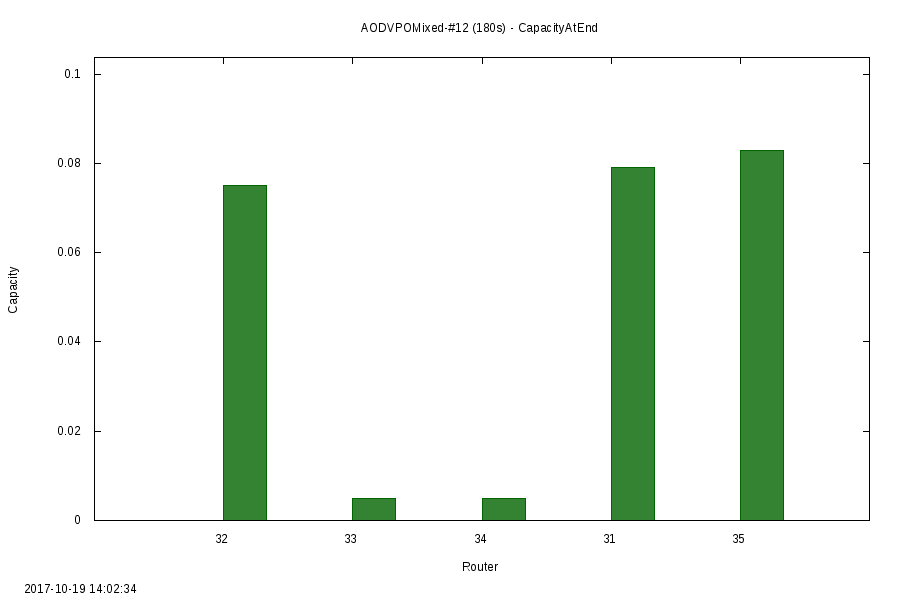 AODVPOMixed-#12 (180s) - CapacityAtEnd
0.1
0.08
0.06
0.04
0.02
0
Capacity
32 33 34 31 35
Router
2017-10-19 14:02:34